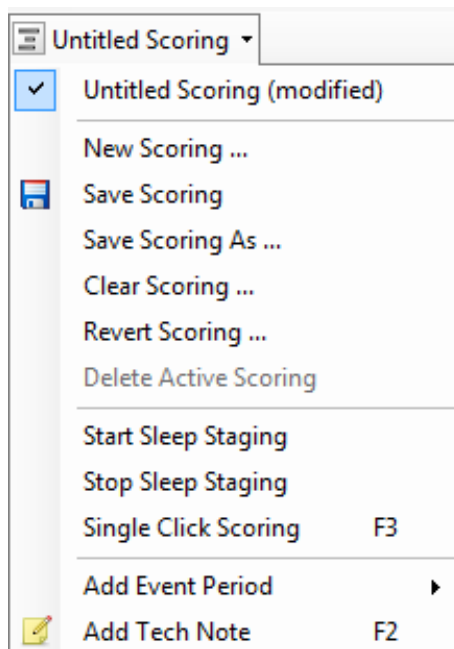 Untitled Scoring
Untitled Scoring (modified)
New Scoring ...
Save Scoring
Save Scoring As ...
Clear Scoring ...
Revert Scoring ...
Delete Active Scoring
Start Sleep Staging
Stop Sleep Staging
Single Click Scoring F3
Add Event Period
Add Tech Note F2